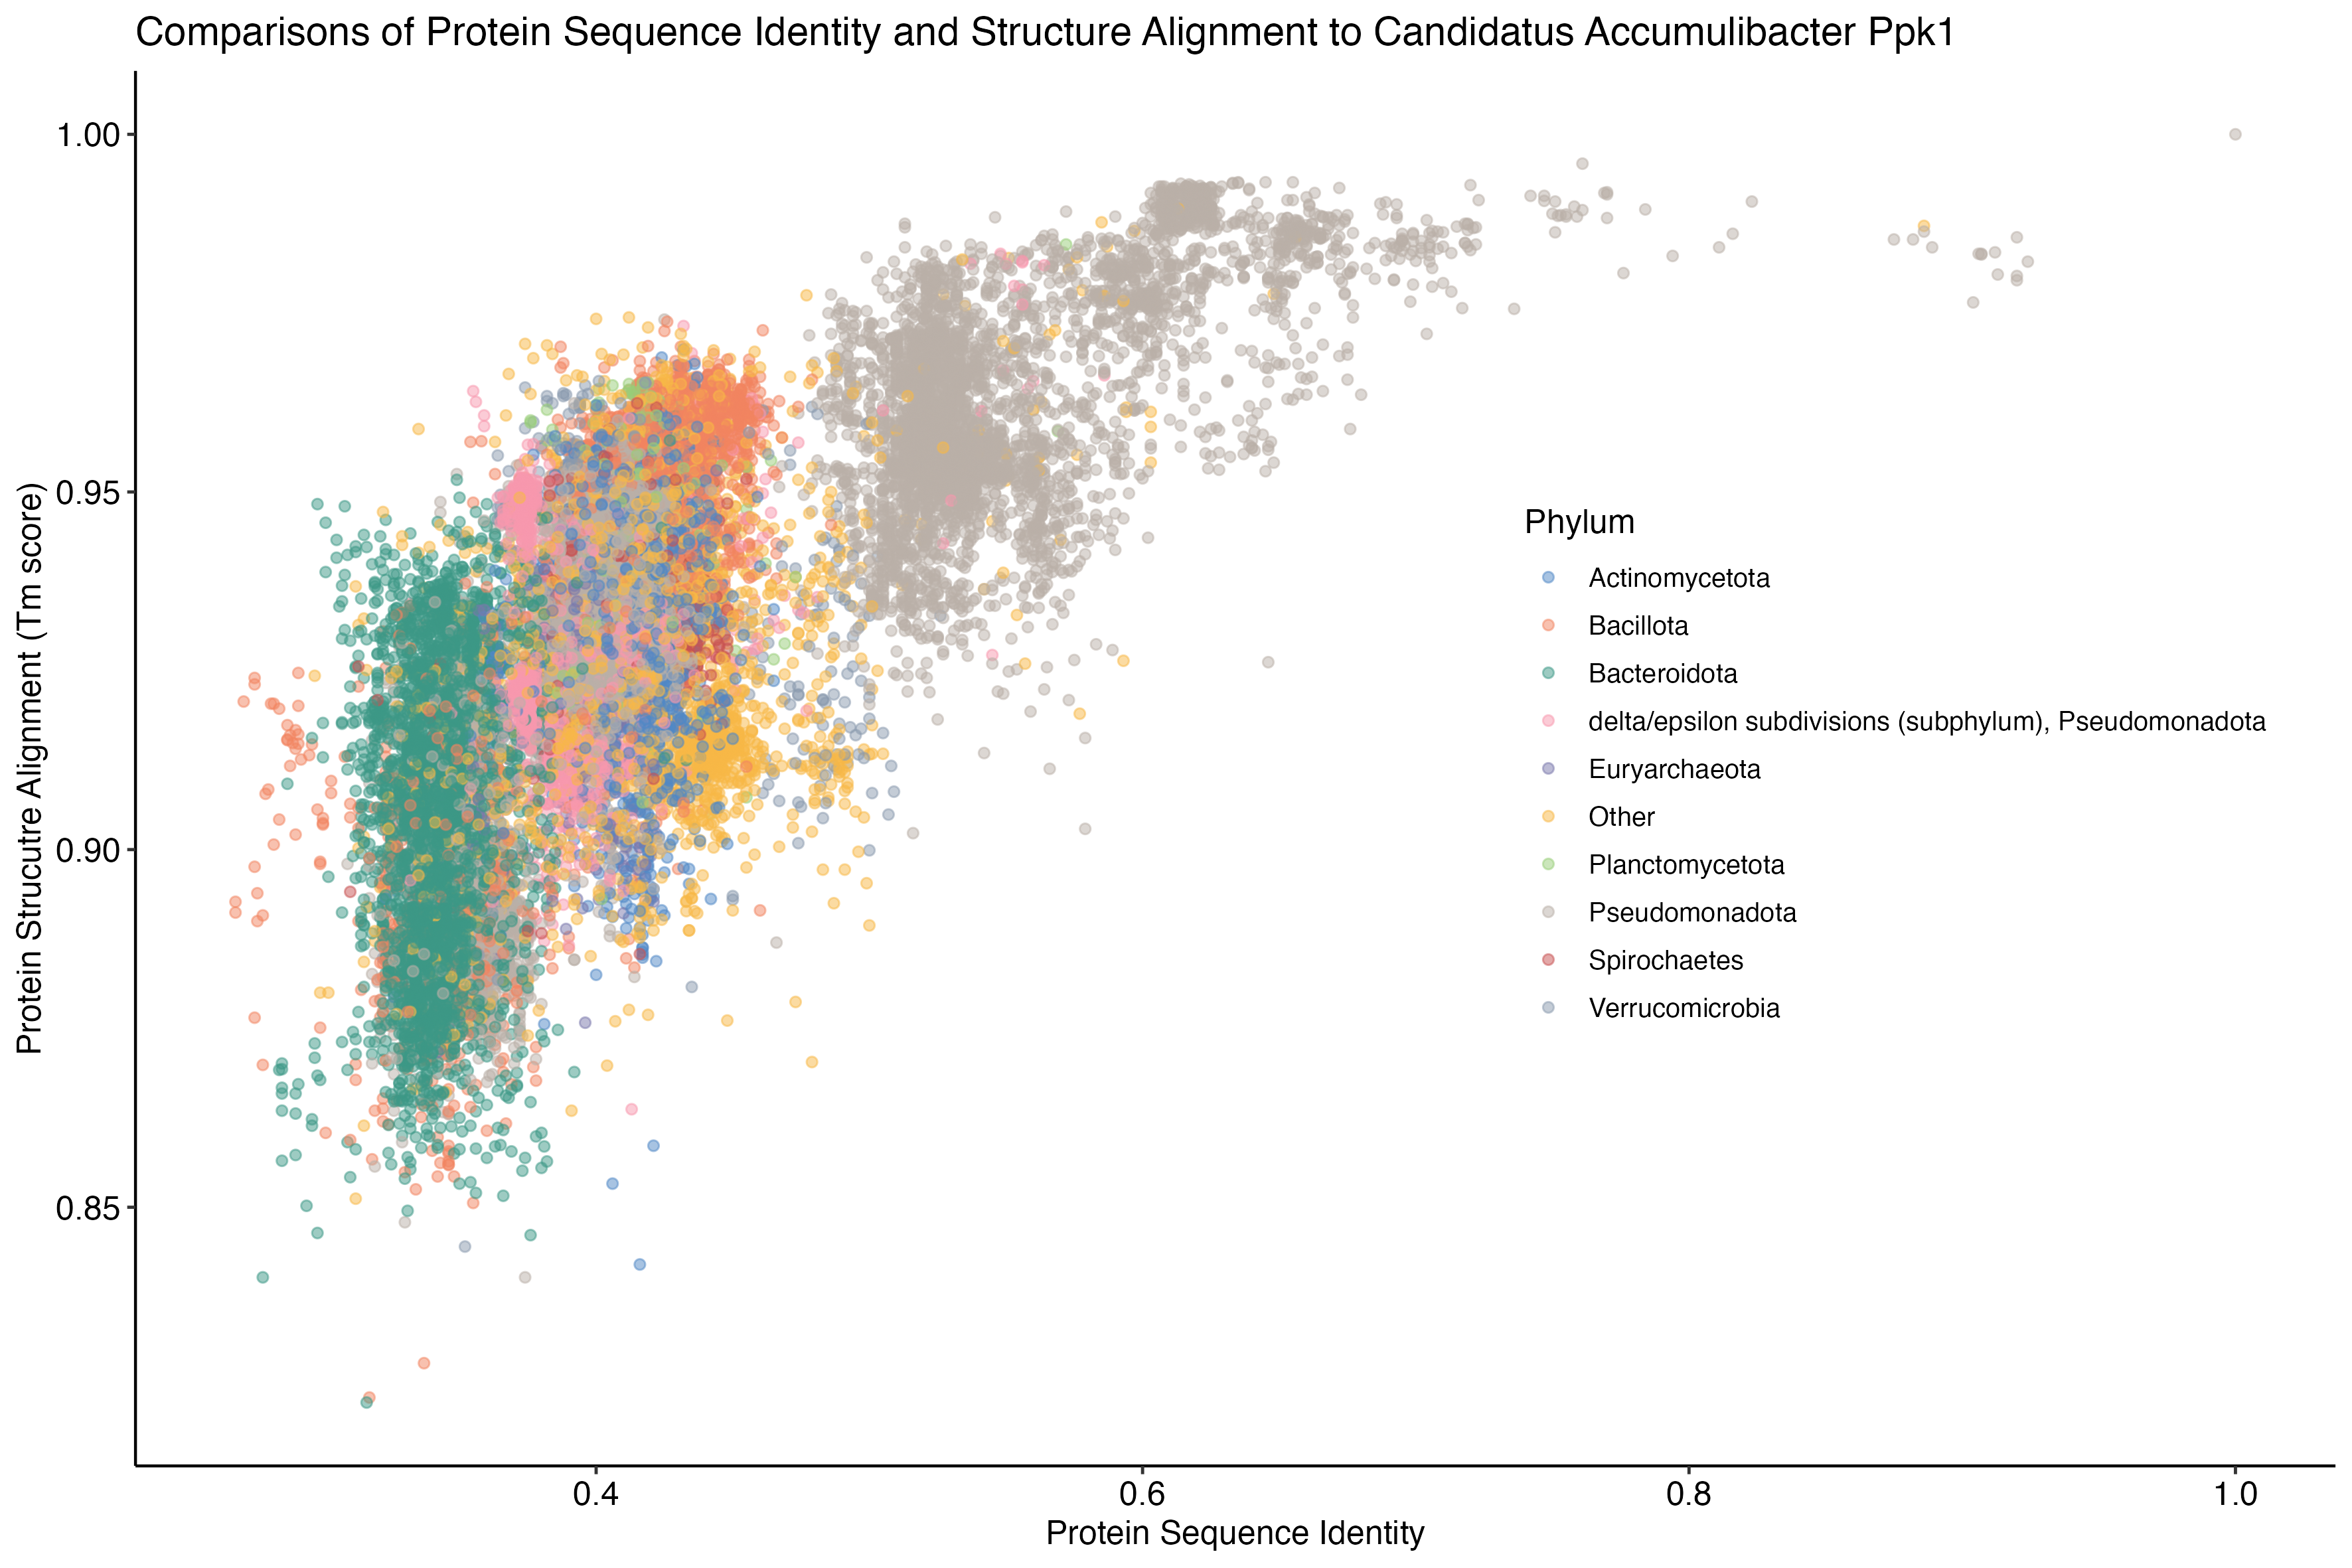 Comparisons of Protein Sequence Identity and Structure Alignment to Candidatus Accumulibacter Ppk1
Protein Strucutre Alignment (Tm score)
1.00
0.95
0.90
0.85
Phylum
Actinomycetota
Bacillota
Bacteroidota
delta/epsilon subdivisions (subphylum), Pseudomonadota
Euryarchaeota
Other
Planctomycetota
Pseudomonadota
Spirochaetes
Verrucomicrobia
0.4
0.6
0.8
1.0
Protein Sequence Identity